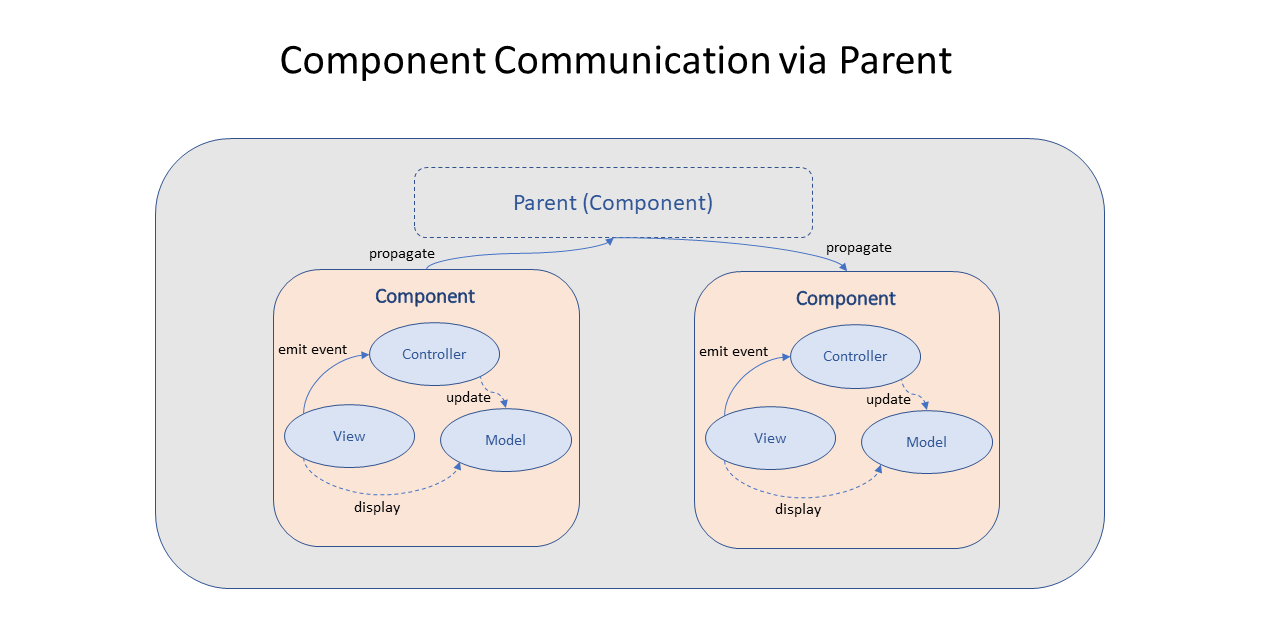 Component Communication via Parent
Parent (Component)
propagate
propagate
Component
emit event
Controller
update
View
Model
display
Component
emit event
Controller
update
View
Model
display